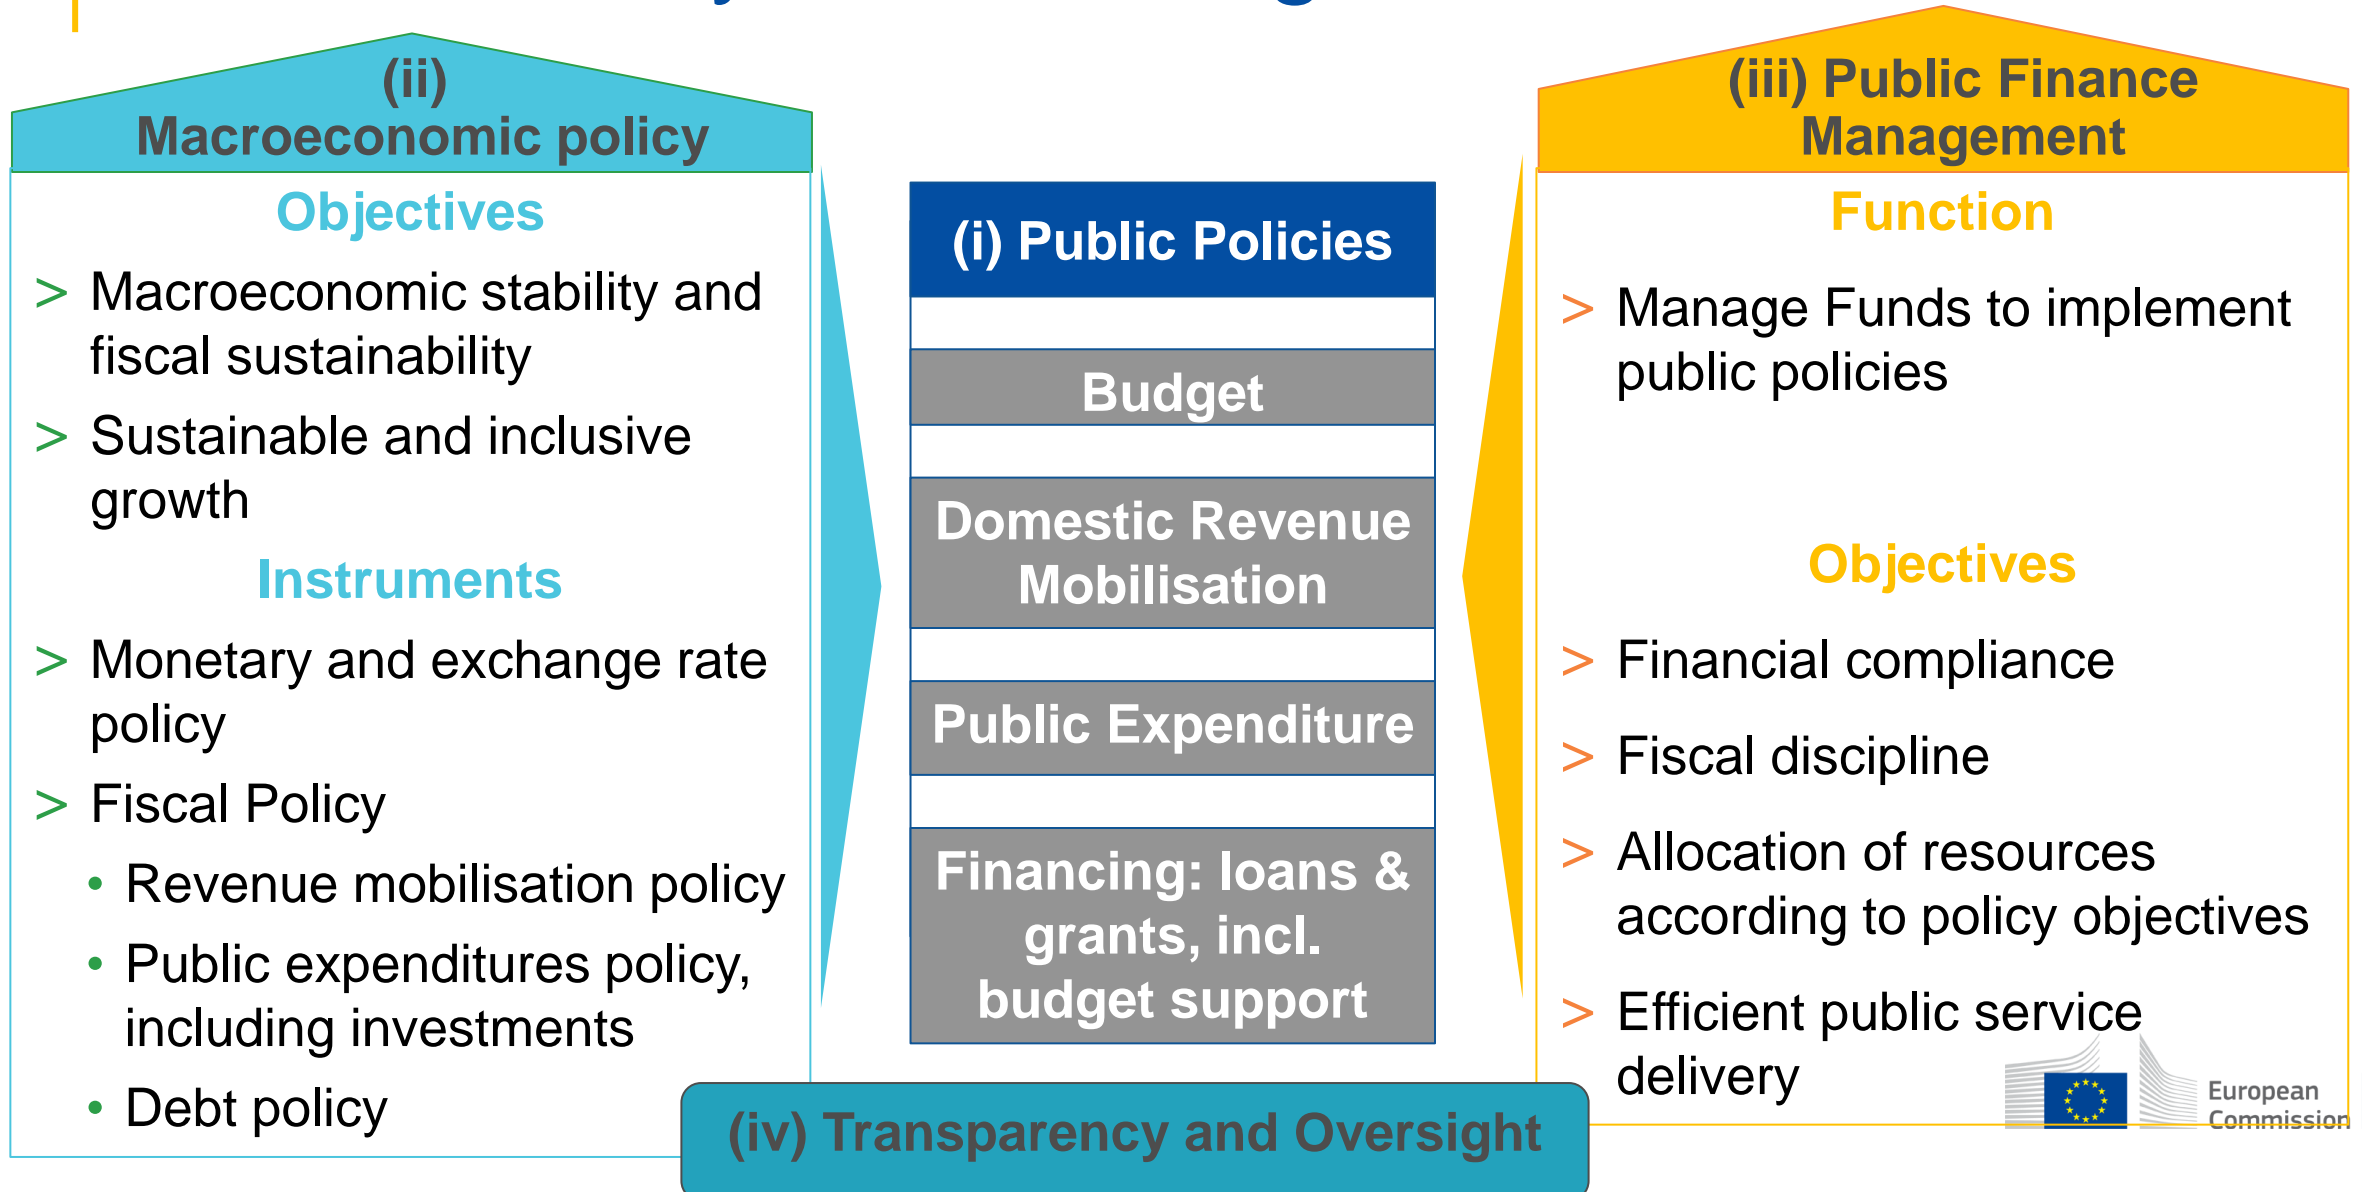 (ii)
Macroeconomic policy
Objectives
> Macroeconomic stability and
fiscal sustainability
> Sustainable and inclusive
growth
Instruments
> Monetary and exchange rate
policy
> Fiscal Policy
• Revenue mobilisation policy
• Public expenditures policy,
including investments
• Debt policy
(i) Public Policies
Budget
Domestic Revenue
Mobilisation
Public Expenditure
Financing: loans &
grants, incl.
budget support
(iii) Public Finance
Management
Function
> Manage Funds to implement
public policies
Objectives
> Financial compliance
> Fiscal discipline
> Allocation of resources
according to policy objectives
> Efficient public service
delivery
European
Commission
(iv) Transparency and Oversight